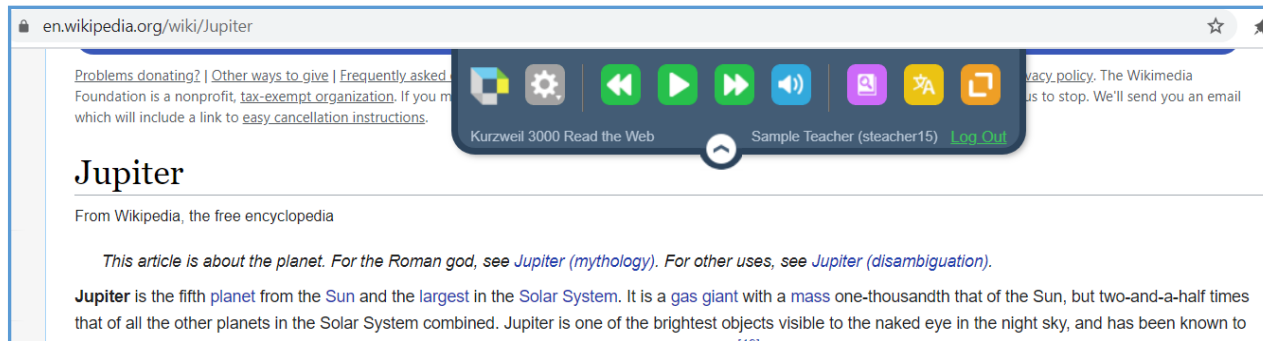 en.wikipedia.org/wiki/Jupiter
Problems donating? | Other ways to give | Frequently asked
vacy policy. The Wikimedia
Foundation is a nonprofit, tax-exempt organization. If you m
us to stop. We'll send you an email
which will include a link to easy cancellation instructions.
Kurzweil 3000 Read the Web
Sample Teacher (steacher15) Log Out
Jupiter
From Wikipedia, the free encyclopedia
This article is about the planet. For the Roman god, see Jupiter (mythology). For other uses, see Jupiter (disambiguation).
Jupiter is the fifth planet from the Sun and the largest in the Solar System. It is a gas giant with a mass one-thousandth that of the Sun, but two-and-a-half times
that of all the other planets in the Solar System combined. Jupiter is one of the brightest objects visible to the naked eye in the night sky, and has been known to